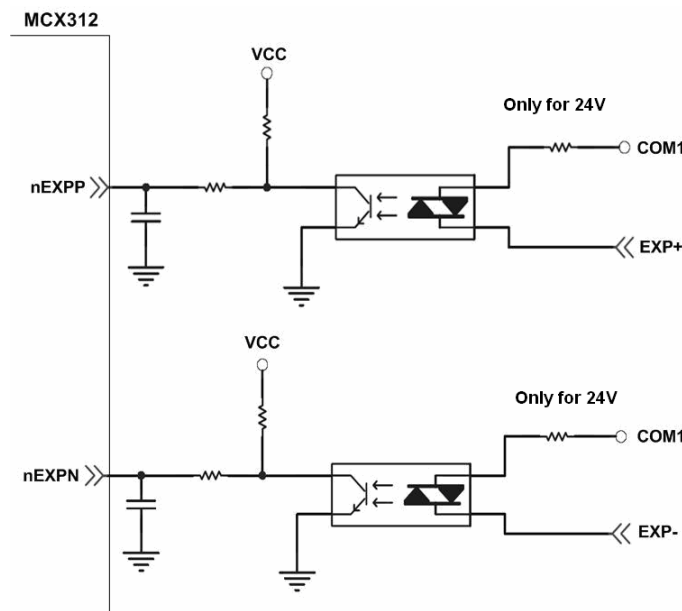 MCX312
VCC
Only for 24V
COM1
nEXPP
EXP+
VCC
Only for 24V
COM1
nEXPN
EXP-